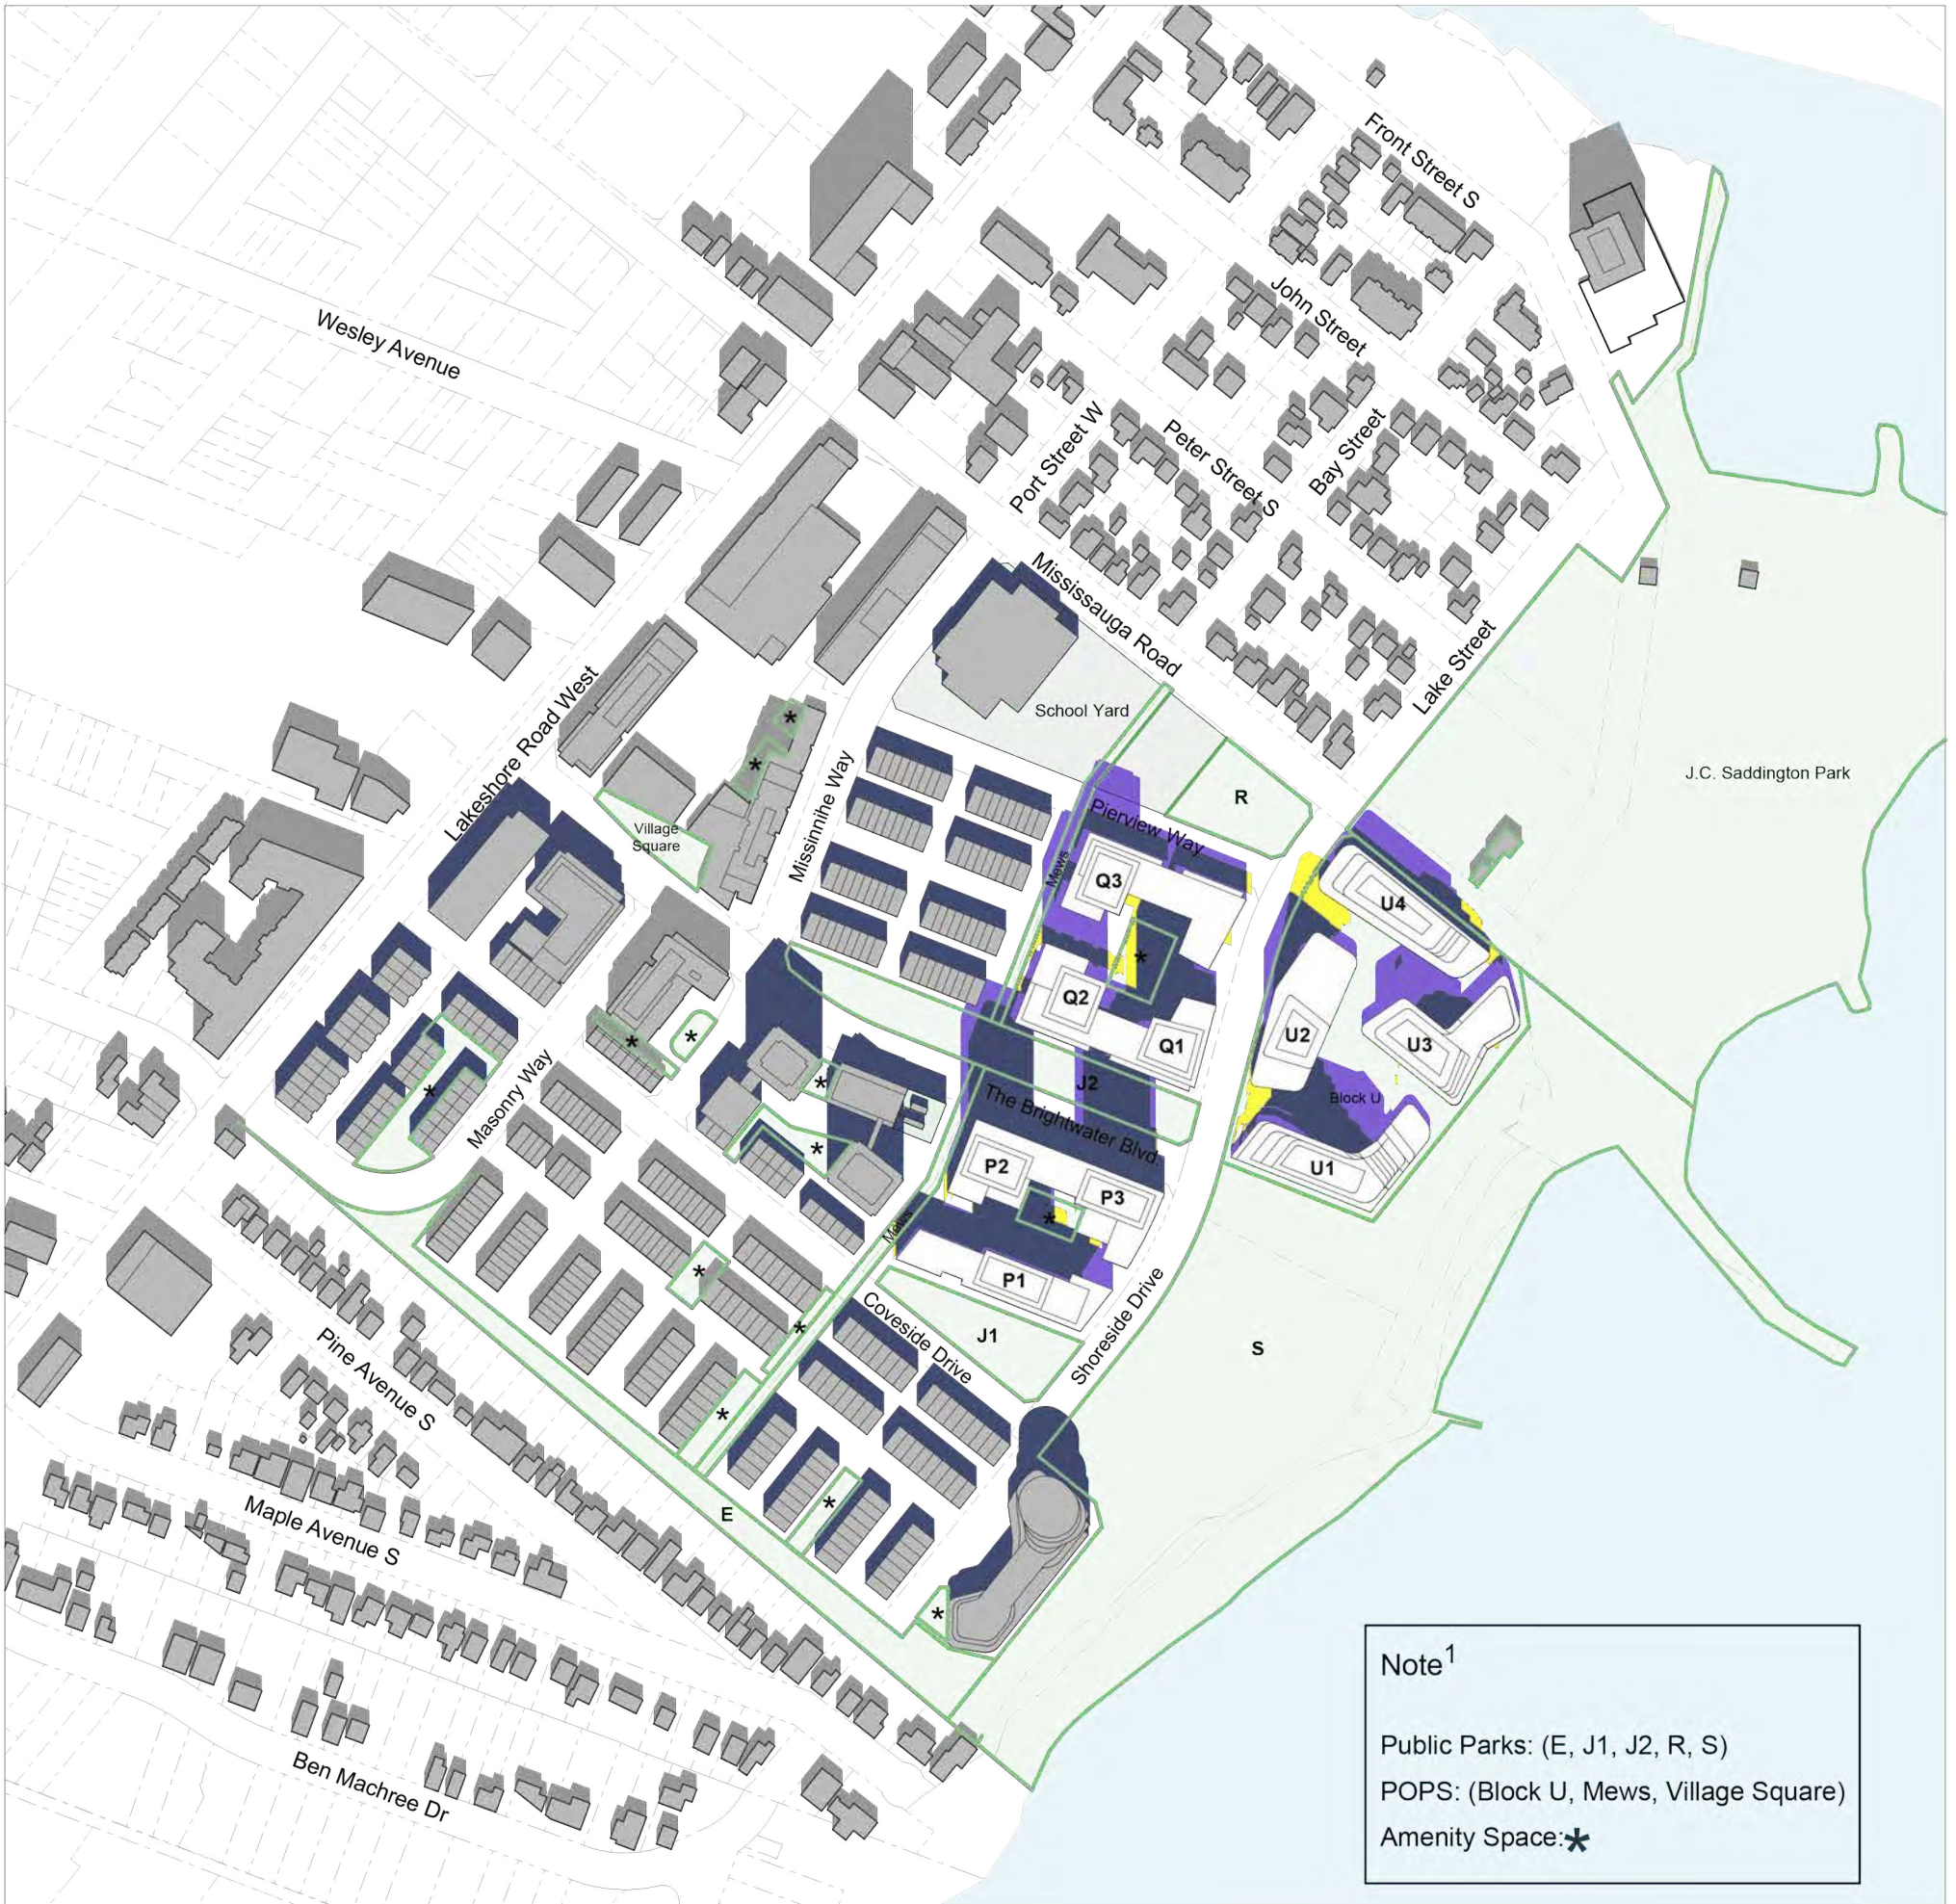 Front Street S
John Street
Wesley Avenue
Port Street W
Peter Street S
Bay Street
Mississauga Road
Lake Street
Lakeshore Road West
School Yard
*
*
Missinnihe Way
J.C. Saddington Park
R
Village
Square
Pierview Way
Mews
Q3
U4
*
Q2
U2
U3
Q1
*
*
*
J2
*
Block U
The Brightwater Blvd.
Masonry Way
*
P2
U1
P3
*
Mews
*
P1
Coveside Drive
*
J1
Shoreside Drive
S
Pine Avenue S
*
*
E
Maple Avenue S
*
Ben Machree Dr
Note1
Public Parks: (E, J1, J2, R, S)
POPS: (Block U, Mews, Village Square)
Amenity Space:*